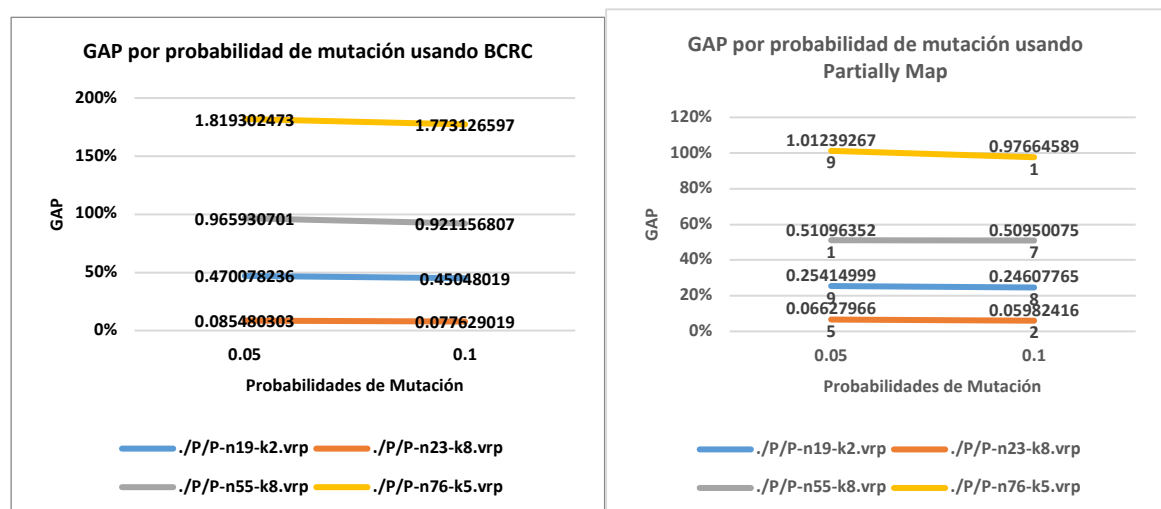 GAP por probabilidad de mutación usando BCRC
200%
150%
100%
50%
0%
GAP
1.819302473
1.773126597
0.965930701
0.921156807
0.470078236
0.45048019
0.085480303
0.077629019
0.05
0.1
Probabilidades de Mutación
./P/P-n19-k2.vrp
./P/P-n23-k8.vrp
./P/P-n55-k8.vrp
./P/P-n76-k5.vrp
GAP por probabilidad de mutación usando
Partially Map
120%
100%
80%
60%
40%
20%
0%
GAP
1.01239267
9
0.97664589
1
0.51096352
1
0.50950075
7
0.25414999
9
0.24607765
8
0.06627966
5
0.05982416
2
0.05
0.1
Probabilidades de Mutación
./P/P-n19-k2.vrp
./P/P-n23-k8.vrp
./P/P-n55-k8.vrp
./P/P-n76-k5.vrp